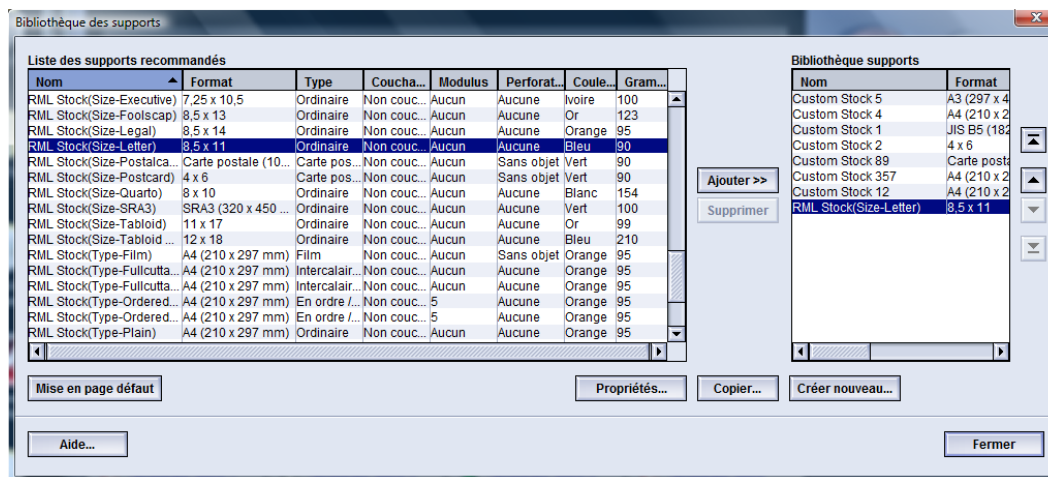 Bibliothèque des supports
Liste des supports recommandés
Nom Format Type Coucha... Modulus Perforat... Coule... Gram...
RML Stock(Size-Executive) 7,25 x 10,5 Ordinaire Non couc... Aucun Aucune Ivoire 100
RML Stock(Size-Foolscap) 8,5 x 13 Ordinaire Non couc... Aucun Aucune Or 123
RML Stock(Size-Legal) 8,5 x 14 Ordinaire Non couc... Aucun Aucune Orange 95
RML Stock(Size-Letter) 8,5 x 11 Ordinaire Non couc... Aucun Aucune Bleu 90
RML Stock(Size-Postalca... Carte postale (10... Carte pos... Non couc... Aucun Sans objet Vert 90
RML Stock(Size-Postcard) 4 x 6 Carte pos... Non couc... Aucun Sans objet Vert 90
RML Stock(Size-Quarto) 8 x 10 Ordinaire Non couc... Aucun Aucune Blanc 154
RML Stock(Size-SRA3) SRA3 (320 x 450 ... Ordinaire Non couc... Aucun Aucune Vert 100
RML Stock(Size-Tabloid) 11 x 17 Ordinaire Non couc... Aucun Aucune Or 99
RML Stock(Size-Tabloid ... 12 x 18 Ordinaire Non couc... Aucun Aucune Bleu 210
RML Stock(Type-Film) A4 (210 x 297 mm) Film Non couc... Aucun Sans objet Orange 95
RML Stock(Type-Fullcutta... A4 (210 x 297 mm) Intercalair... Non couc... Aucun Aucune Orange 95
RML Stock(Type-Fullcutta... A4 (210 x 297 mm) Intercalair... Non couc... Aucun Aucune Orange 95
RML Stock(Type-Ordered... A4 (210 x 297 mm) En ordre /... Non couc... 5 Aucune Orange 95
RML Stock(Type-Ordered... A4 (210 x 297 mm) En ordre /... Non couc... 5 Aucune Orange 95
RML Stock(Type-Plain) A4 (210 x 297 mm) Ordinaire Non couc... Aucun Aucune Orange 95
Ajouter >>
Supprimer
Bibliothèque supports
Nom Format
Custom Stock 5 A3 (297 x 4
Custom Stock 4 A4 (210 x 2
Custom Stock 1 JIS B5 (182
Custom Stock 2 4 x 6
Custom Stock 89 Carte posta
Custom Stock 357 A4 (210 x 2
Custom Stock 12 A4 (210 x 2
RML Stock(Size-Letter) 8,5 x 11
Mise en page défaut Propriétés... Copier... Créer nouveau...
Aide... Fermer